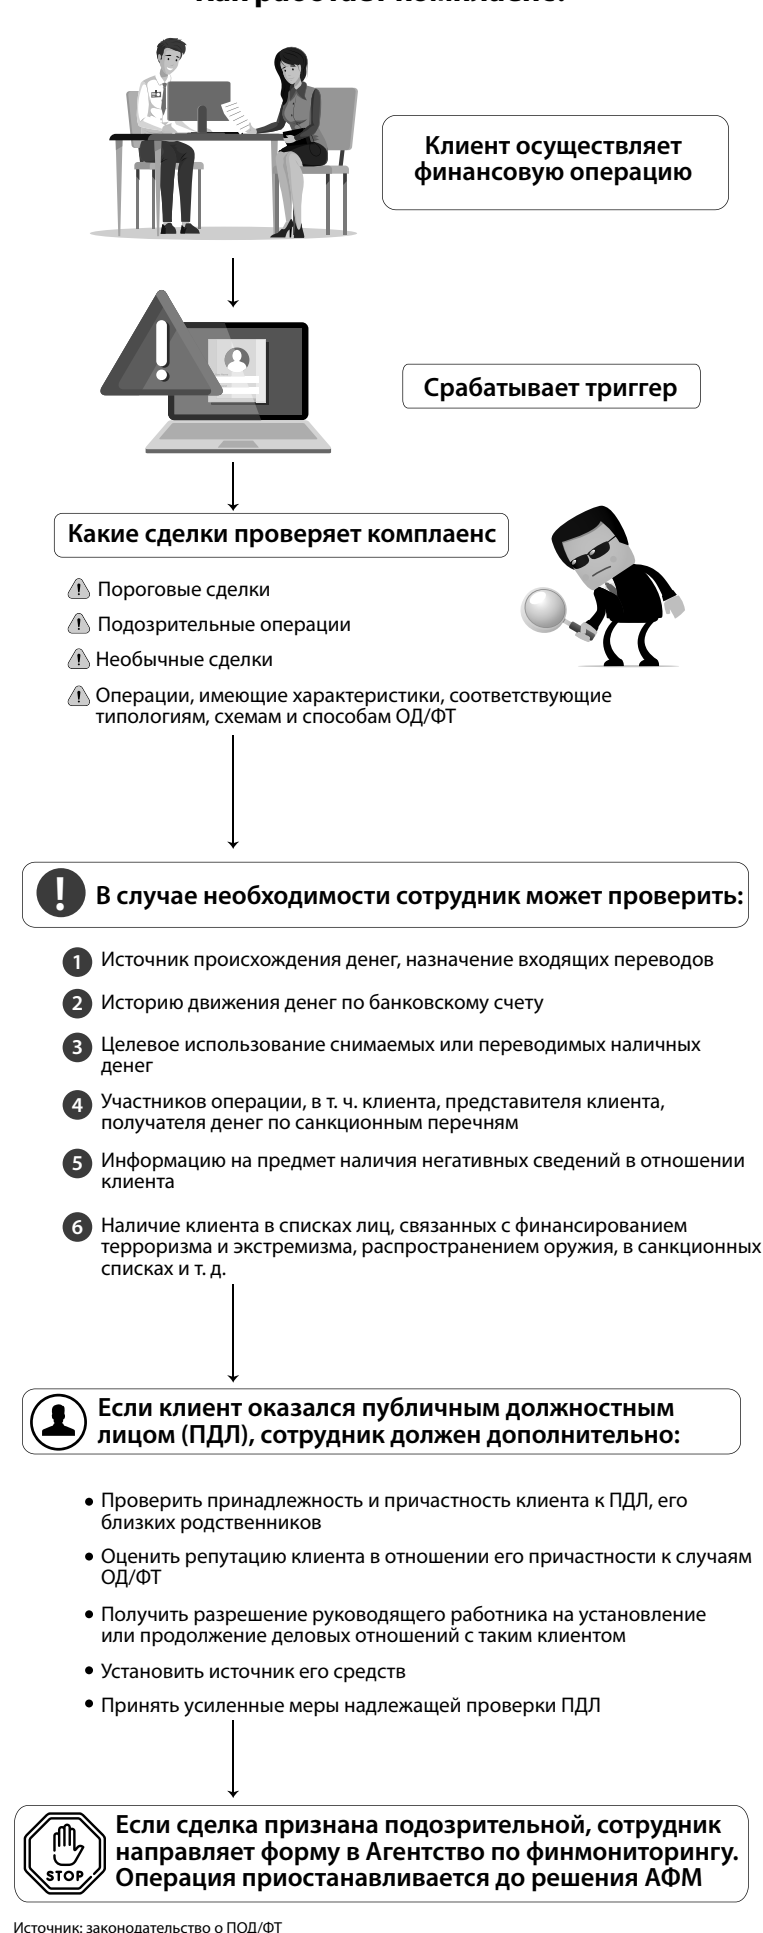 Как работает комплаенс?
Клиент осуществляет
финансовую операцию
Срабатывает триггер
Какие сделки проверяет комплаенс
Пороговые сделки
Подозрительные операции
Необычные сделки
Операции, имеющие характеристики, соответствующие
типологиям, схемам и способам ОД/ФТ
В случае необходимости сотрудник может проверить:
1 Источник происхождения денег, назначение входящих переводов
2 Историю движения денег по банковскому счету
3 Целевое использование снимаемых или переводимых наличных
денег
4 Участников операции, в т. ч. клиента, представителя клиента,
получателя денег по санкционным перечням
5 Информацию на предмет наличия негативных сведений в отношении
клиента
6 Наличие клиента в списках лиц, связанных с финансированием
терроризма и экстремизма, распространением оружия, в санкционных
списках и т. д.
Если клиент оказался публичным должностным
лицом (ПДЛ), сотрудник должен дополнительно:
• Проверить принадлежность и причастность клиента к ПДЛ, его
близких родственников
• Оценить репутацию клиента в отношении его причастности к случаям
ОД/ФТ
• Получить разрешение руководящего работника на установление
или продолжение деловых отношений с таким клиентом
• Установить источник его средств
• Принять усиленные меры надлежащей проверки ПДЛ
STOP
Если сделка признана подозрительной, сотрудник
направляет форму в Агентство по финмониторингу.
Операция приостанавливается до решения АФМ
Источник: законодательство о ПОД/ФТ